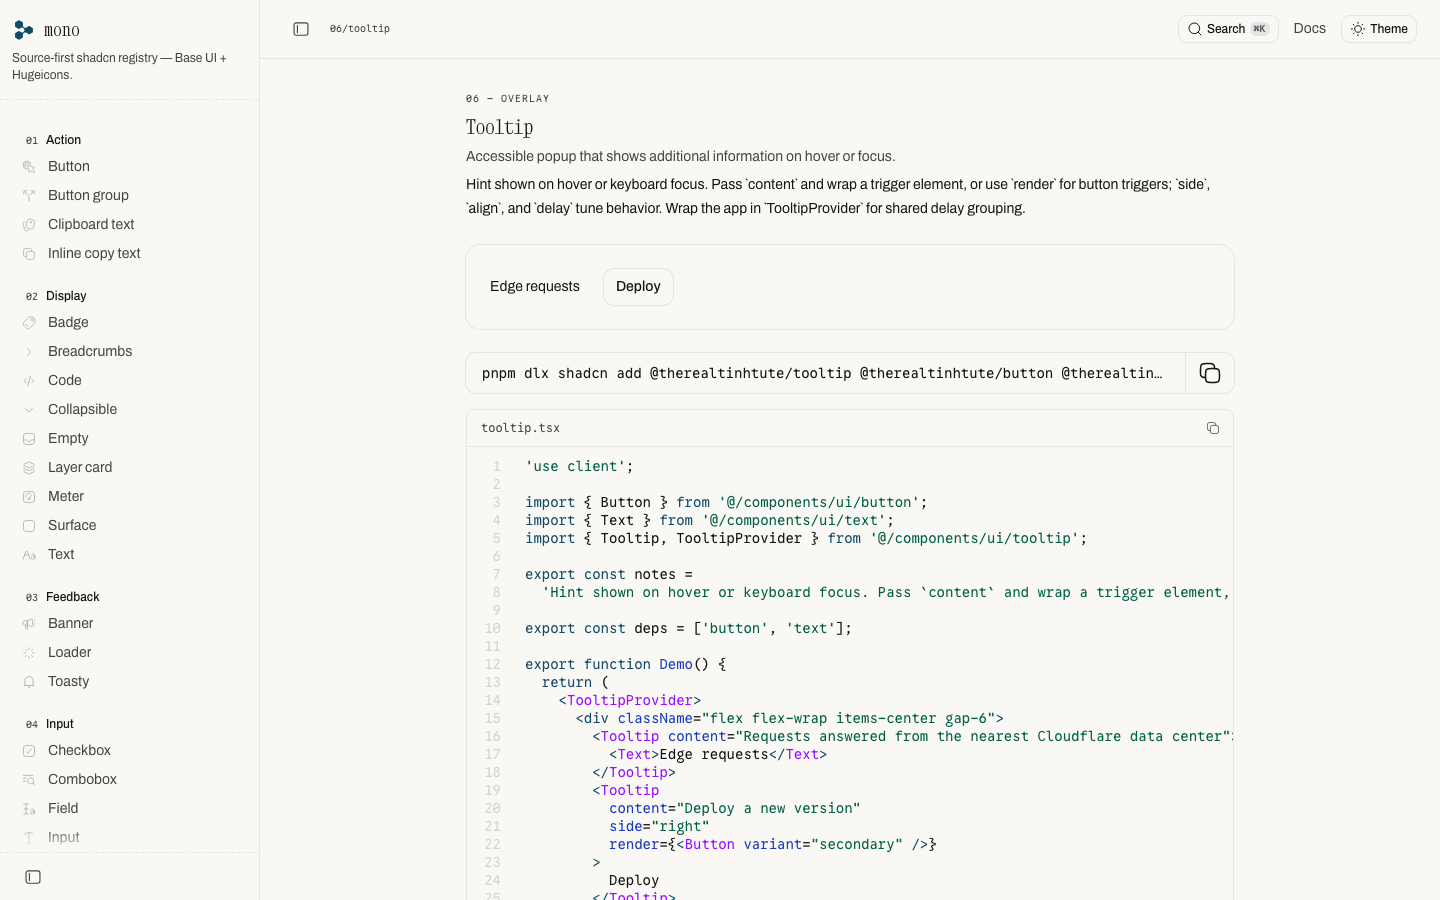 mono
Source-first shadcn registry — Base UI +
Hugeicons.
01 Action
Button
Button group
Clipboard text
Inline copy text
02 Display
Badge
Breadcrumbs
Code
Collapsible
Empty
Layer card
Meter
Surface
Text
03 Feedback
Banner
Loader
Toasty
04 Input
Checkbox
Combobox
Field
Input
06/tooltip
Search ⌘K
Docs
Theme
06 — OVERLAY
Tooltip
Accessible popup that shows additional information on hover or focus.
Hint shown on hover or keyboard focus. Pass `content` and wrap a trigger element, or use `render` for button triggers; `side`,
`align`, and `delay` tune behavior. Wrap the app in `TooltipProvider` for shared delay grouping.
Edge requests
Deploy
pnpm dlx shadcn add @therealtinhtute/tooltip @therealtinhtute/button @therealtin…
tooltip.tsx
1 'use client';
2
3 import { Button } from '@/components/ui/button';
4 import { Text } from '@/components/ui/text';
5 import { Tooltip, TooltipProvider } from '@/components/ui/tooltip';
6
7 export const notes =
8 'Hint shown on hover or keyboard focus. Pass `content` and wrap a trigger element,
9
10 export const deps = ['button', 'text'];
11
12 export function Demo() {
13 return (
14 <TooltipProvider>
15 <div className="flex flex-wrap items-center gap-6">
16 <Tooltip content="Requests answered from the nearest Cloudflare data center">
17 <Text>Edge requests</Text>
18 </Tooltip>
19 <Tooltip
20 content="Deploy a new version"
21 side="right"
22 render={<Button variant="secondary" />}
23 >
24 Deploy
25 </Tooltip>